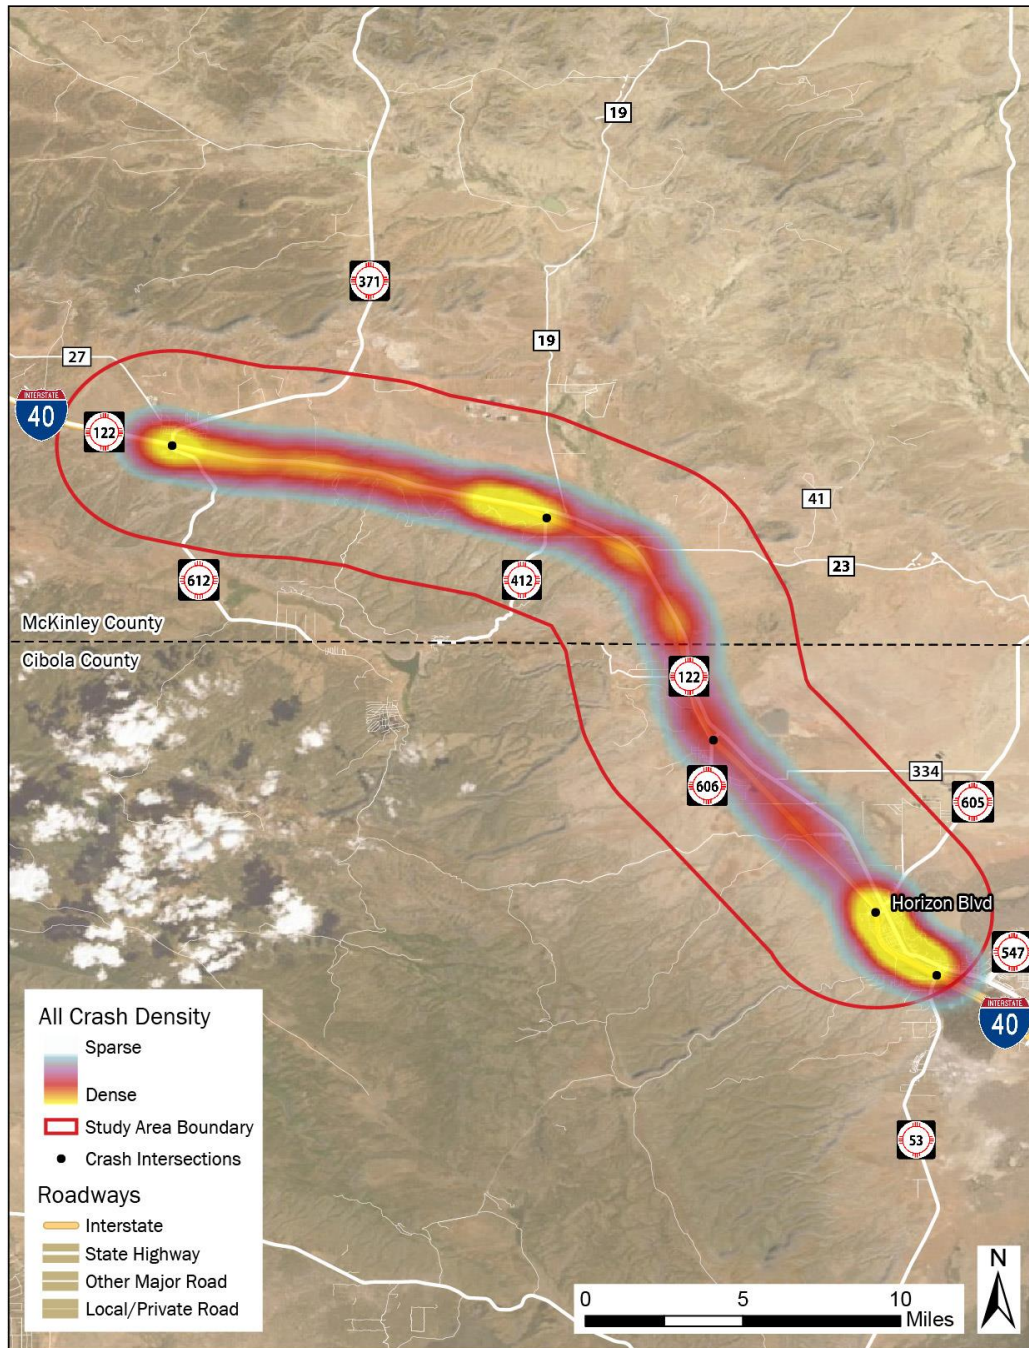 19
371
19
27
INTERSTATE
40
122
41
23
612
412
McKinley County
Cibola County
122
334
606
605
Horizon Blvd
547
INTERSTATE
40
53
All Crash Density
Sparse
Dense
Study Area Boundary
Crash Intersections
Roadways
Interstate
State Highway
Other Major Road
Local/Private Road
N
0 5 10
Miles